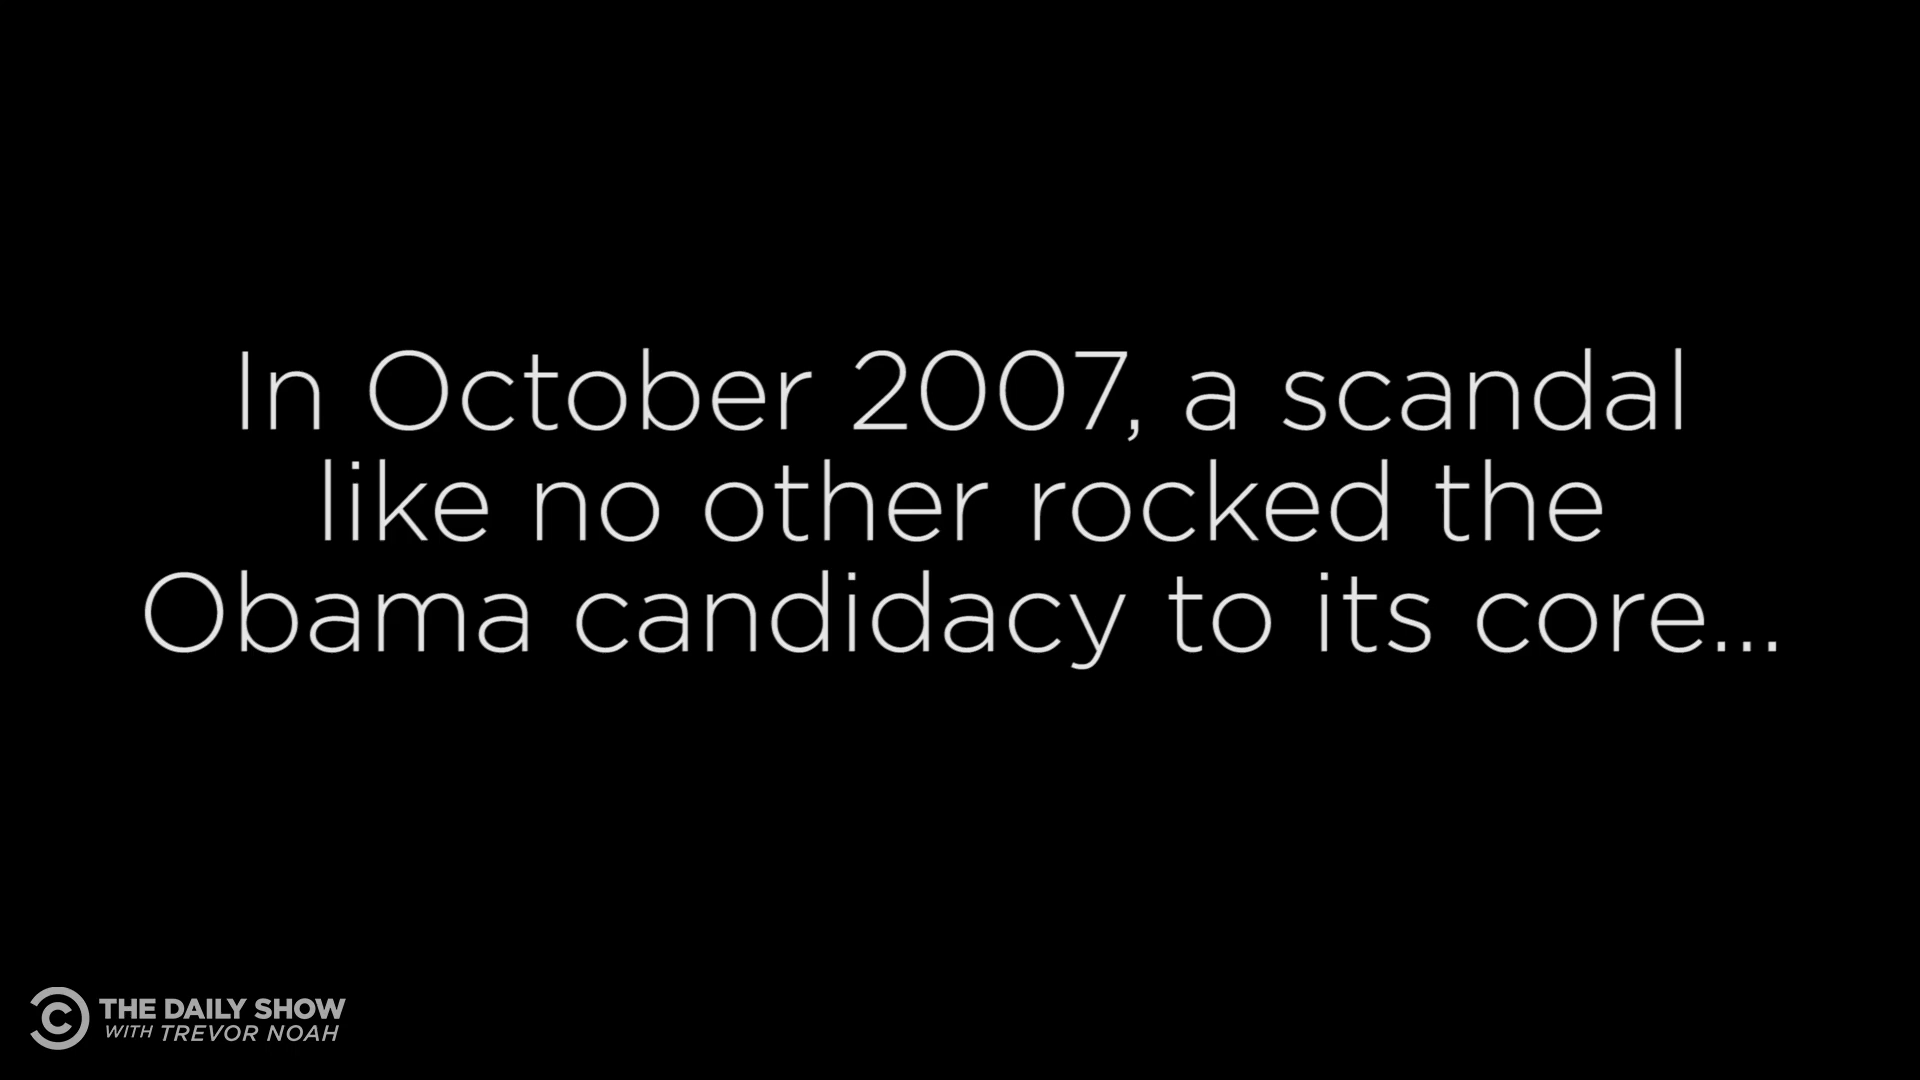 In October 2007, a scandal
like no other rocked the
Obama candidacy to its core...
THE DAILY SHOW
WITH TREVOR NOAH